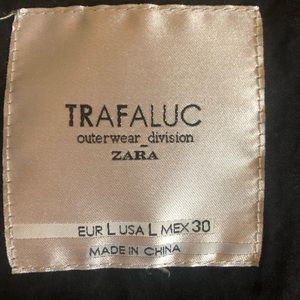 TRAFALUC
outerwear_division
ZARA
EUR L USA L MEX 30
MADE IN CHINA